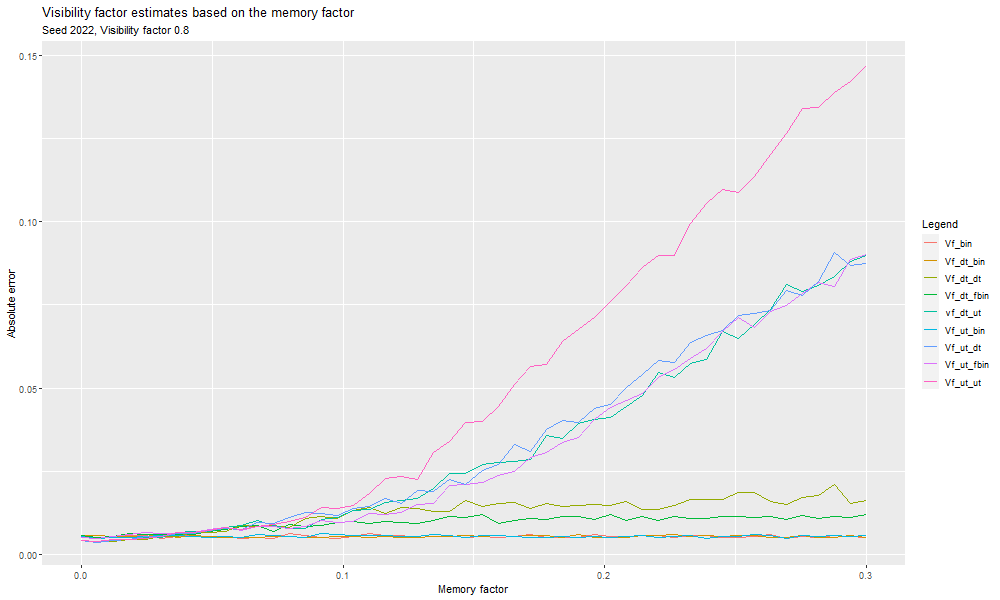 Visibility factor estimates based on the memory factor
Seed 2022, Visibility factor 0.8
0.15
0.10
0.05
0.00
Absolute error
0.0
0.1
0.2
0.3
Memory factor
Legend
Vf_bin
Vf_dt_bin
Vf_dt_dt
Vf_dt_fbin
vf_dt_ut
Vf_ut_bin
Vf_ut_dt
Vf_ut_fbin
Vf_ut_ut